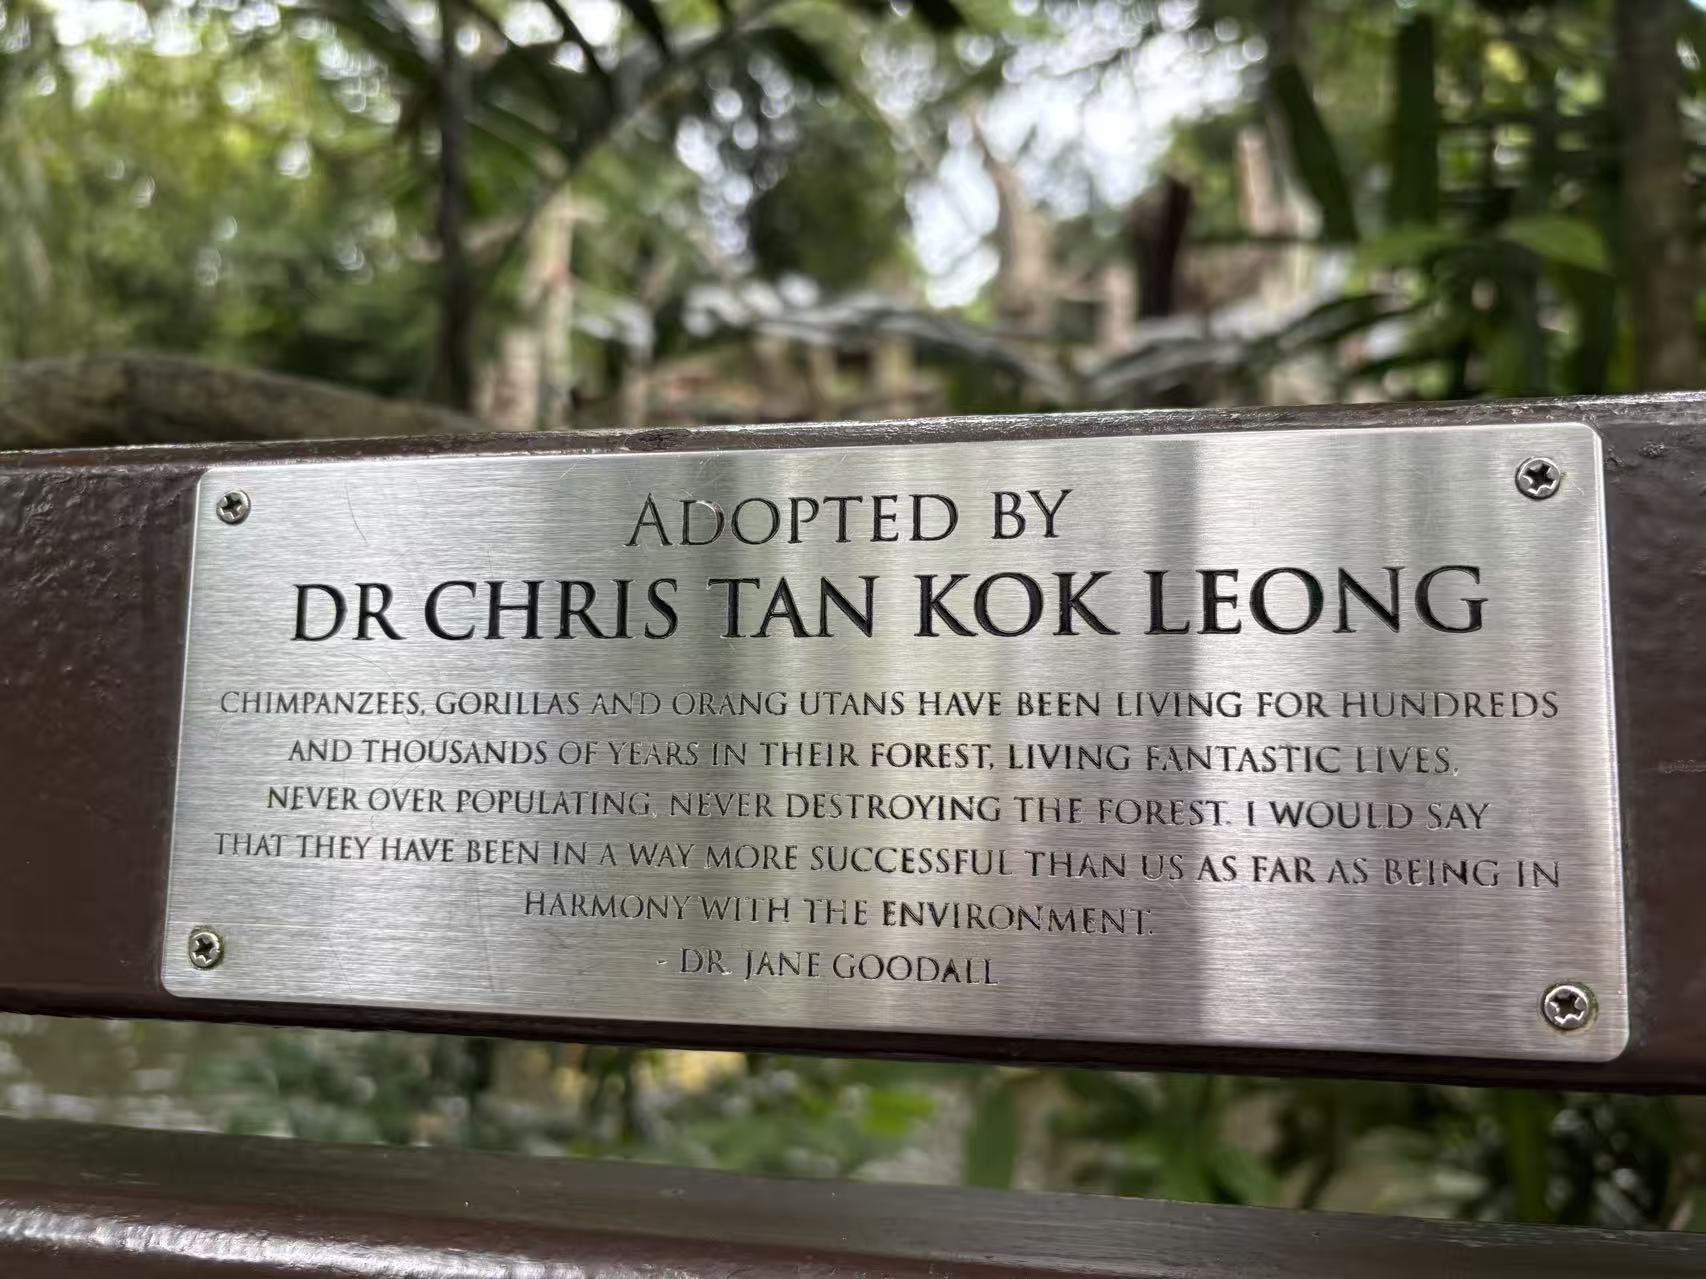 ADOPTED BY
DR CHRIS TAN KOK LEONG
CHIMPANZEES, GORILLAS AND ORANG UTANS HAVE BEEN LIVING FOR HUNDREDS
AND THOUSANDS OF YEARS IN THEIR FOREST, LIVING FANTASTIC LIVES,
NEVER OVER POPULATING, NEVER DESTROYING THE FOREST. I WOULD SAY
THAT THEY HAVE BEEN IN A WAY MORE SUCCESSFUL THAN US AS FAR AS BEING IN
HARMONY WITH THE ENVIRONMENT.
- DR. JANE GOODALL